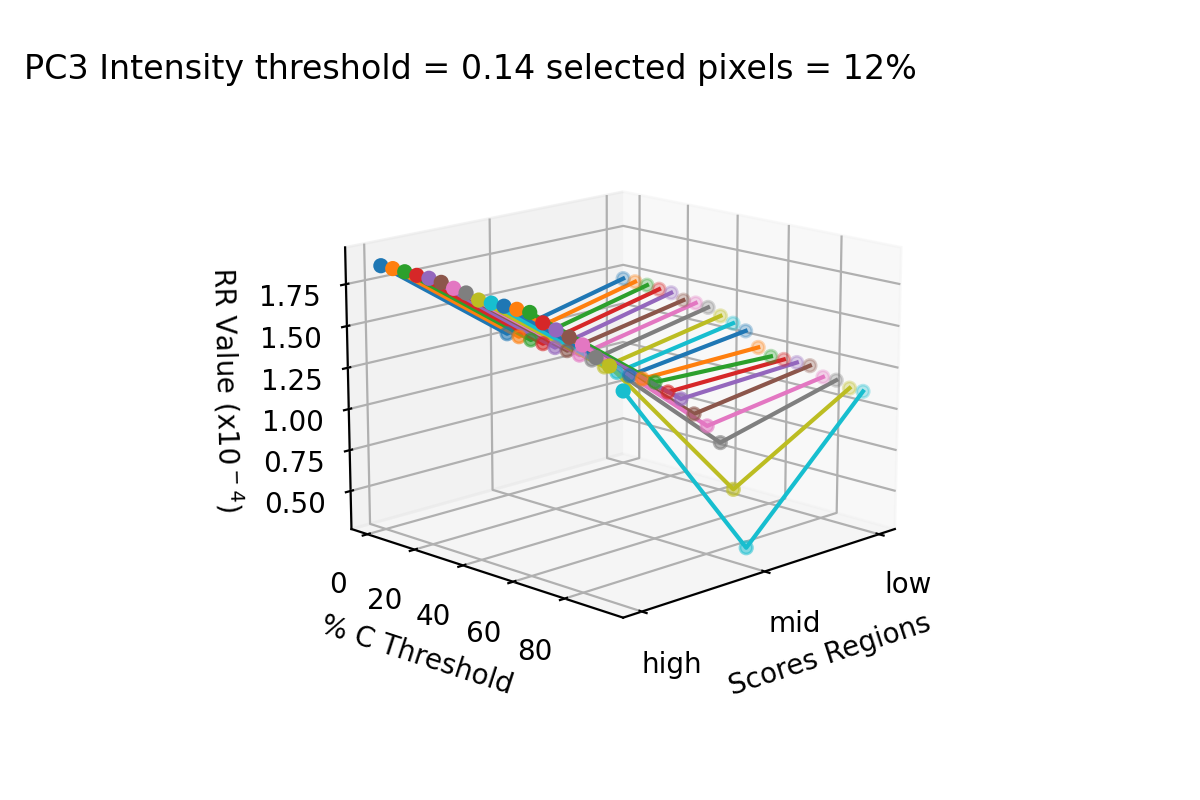 PC3 Intensity threshold = 0.14 selected pixels = 12%
RR Value (x10⁻⁴)
1.75
1.50
1.25
1.00
0.75
0.50
0
20
40
60
80
% C Threshold
high
mid
low
Scores Regions